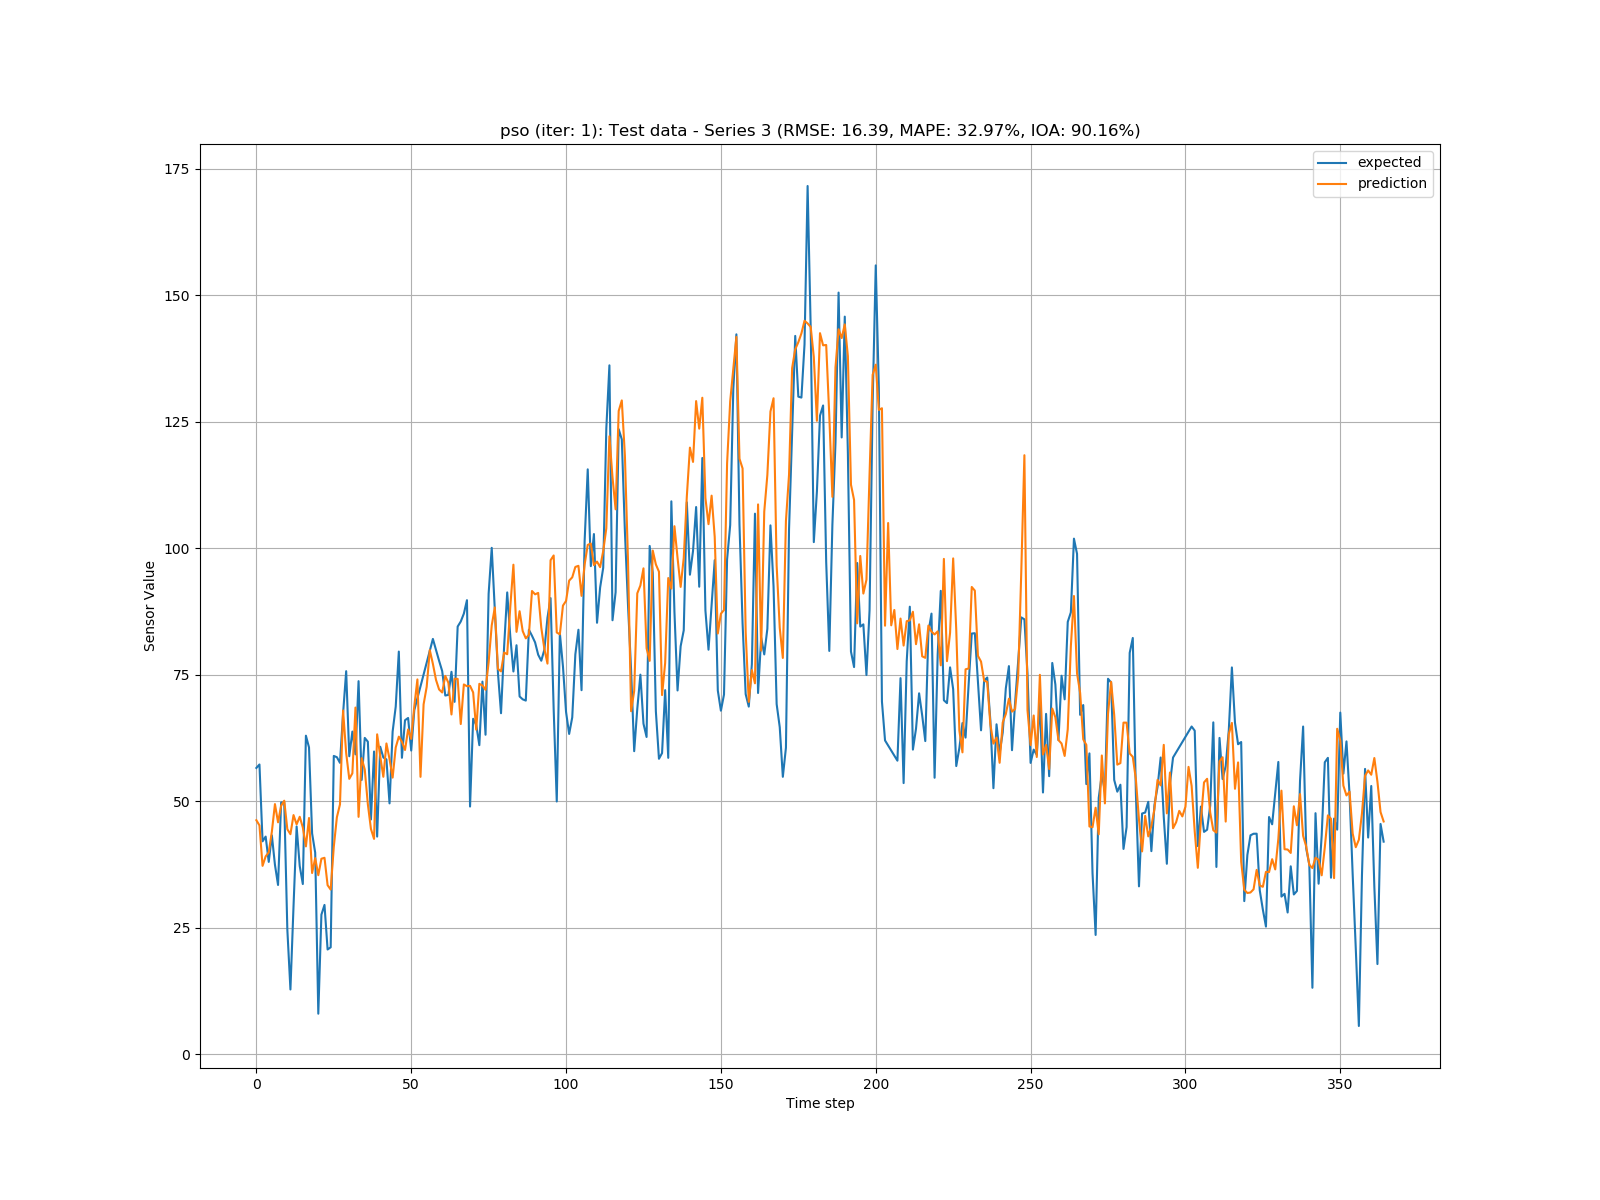 pso (iter: 1): Test data - Series 3 (RMSE: 16.39, MAPE: 32.97%, IOA: 90.16%)
expected
prediction
175
150
125
100
75
50
25
0
Sensor Value
0 50 100 150 200 250 300 350
Time step